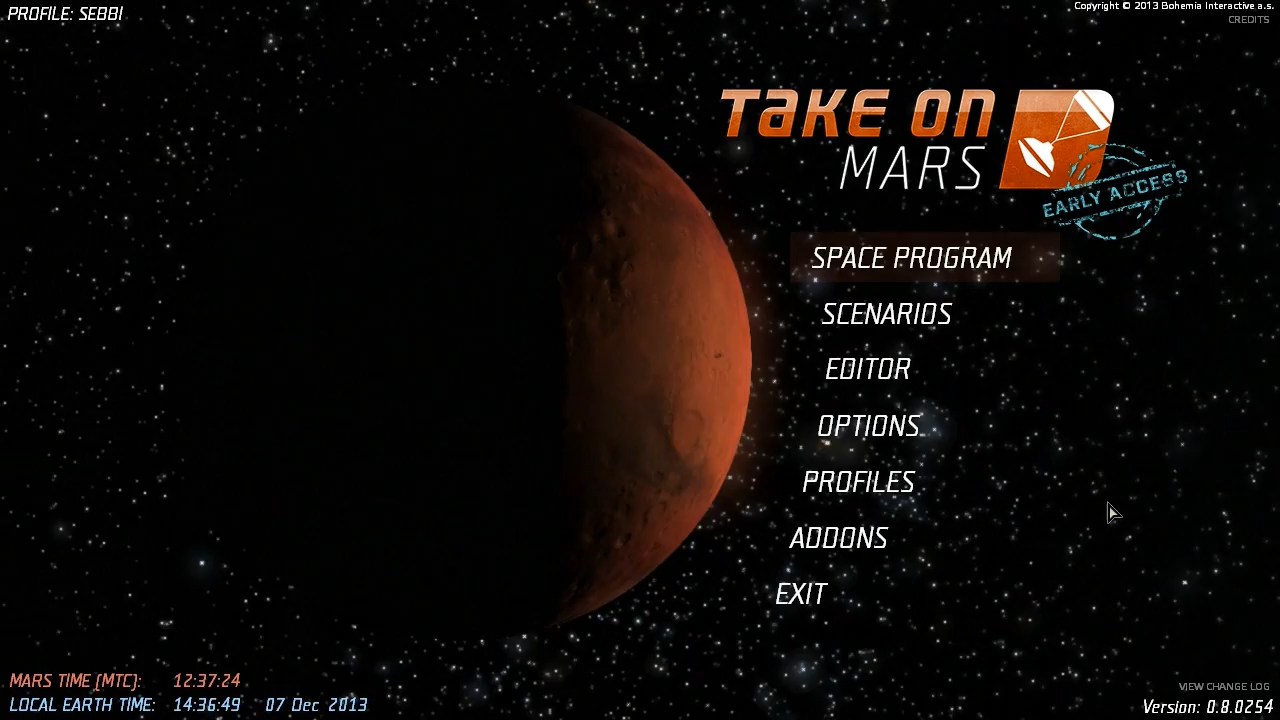 PROFILE: SEBBI
Copyright © 2013 Bohemia Interactive a.s.
CREDITS
TAKE ON
MARS
EARLY ACCESS
SPACE PROGRAM
SCENARIOS
EDITOR
OPTIONS
PROFILES
ADDONS
EXIT
MARS TIME (MTC): 12:37:24
LOCAL EARTH TIME: 14:36:49 07 Dec 2013
VIEW CHANGE LOG
Version: 0.8.0254